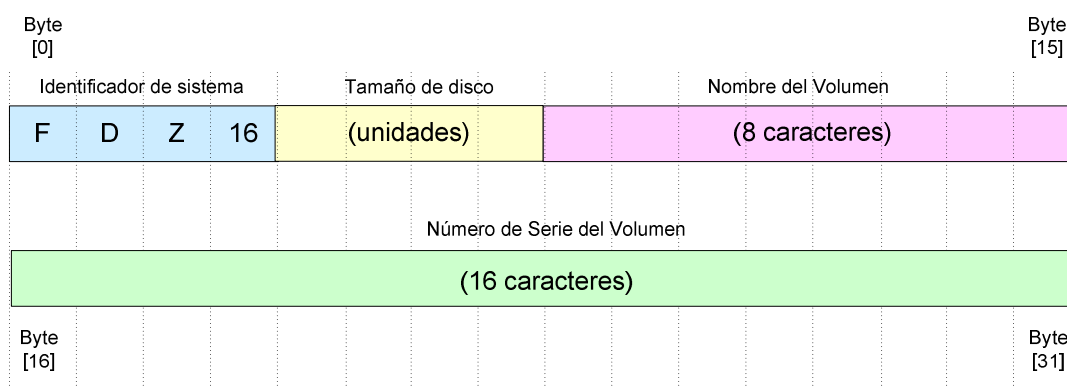 Byte
[0]
Byte
[15]
Identificador de sistema
Tamaño de disco
Nombre del Volumen
F D Z 16
(unidades)
(8 caracteres)
Número de Serie del Volumen
(16 caracteres)
Byte
[16]
Byte
[31]